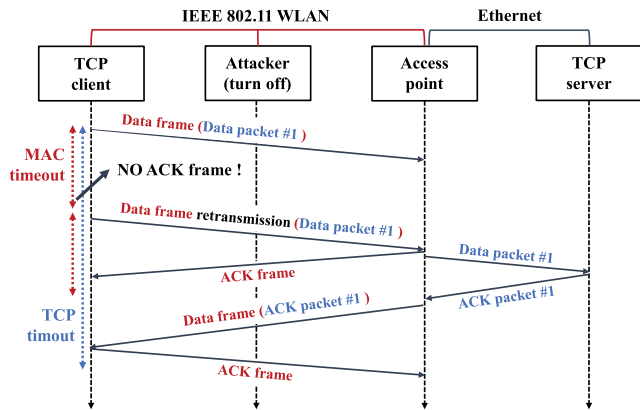 IEEE 802.11 WLAN
Ethernet
TCP
client
Attacker
(turn off)
Access
point
TCP
server
Data frame (Data packet #1 )
MAC
timeout
NO ACK frame !
Data frame retransmission (Data packet #1 )
Data packet #1
ACK frame
ACK packet #1
Data frame (ACK packet #1 )
TCP
timout
ACK frame